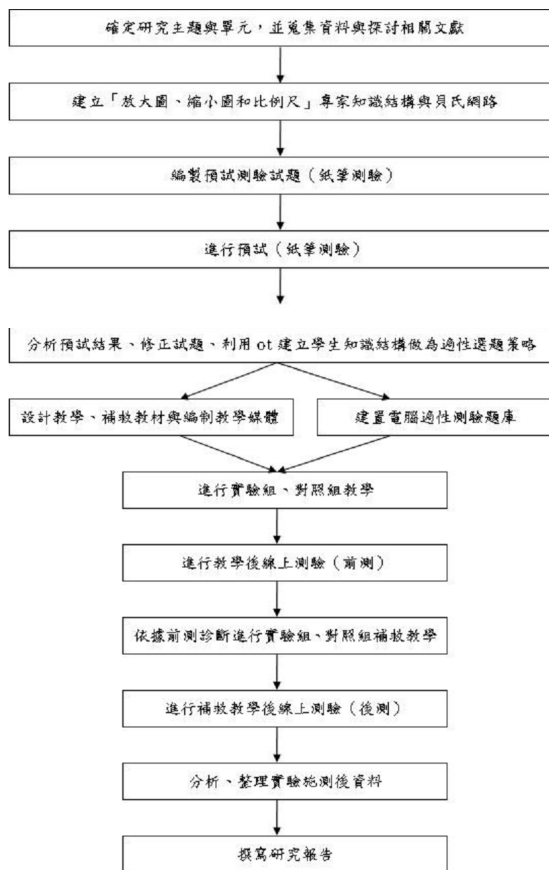 確定研究主題與單元，並蒐集資料與探討相關文獻
建立「放大圖、縮小圖和比例尺」專家知識結構與貝氏網路
編製預試測驗試題（紙筆測驗）
進行預試（紙筆測驗）
分析預試結果、修正試題、利用 ot 建立學生知識結構做為適性選題策略
設計教學、補救教材與編制教學媒體
建置電腦適性測驗題庫
進行實驗組、對照組教學
進行教學後線上測驗（前測）
依據前測診斷進行實驗組、對照組補救教學
進行補救教學後線上測驗（後測）
分析、整理實驗施測後資料
撰寫研究報告